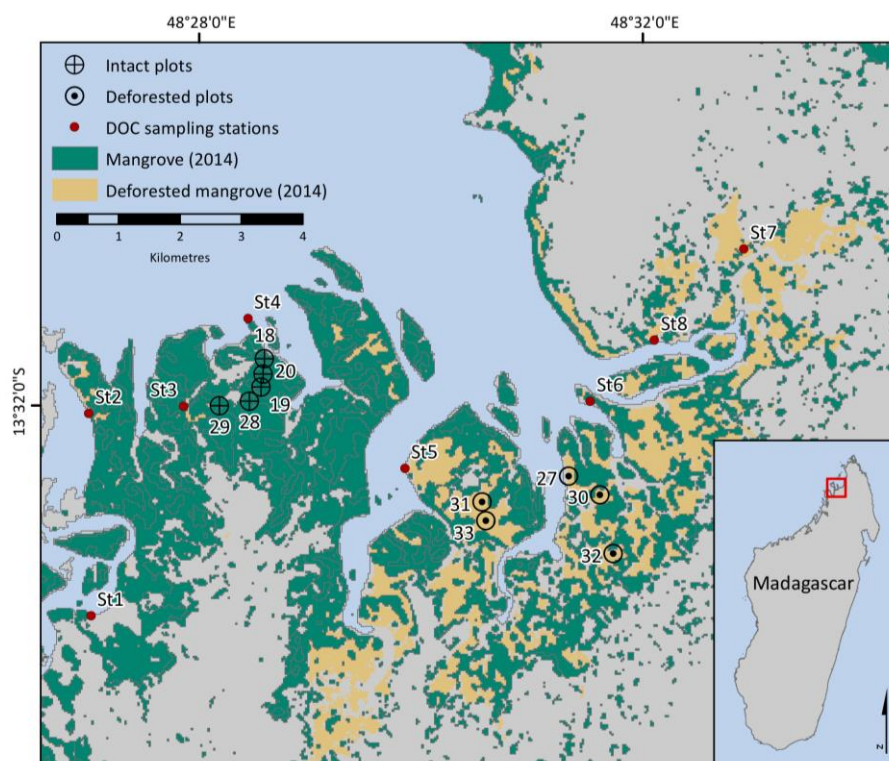 48°28'0"E
48°32'0"E
13°32'0"S
Intact plots
Deforested plots
DOC sampling stations
Mangrove (2014)
Deforested mangrove (2014)
0 1 2 3 4
Kilometres
St7
St4
18
St8
20
St6
St2
St3
19
28
29
St5
27
31
30
33
32
Madagascar
St1
N